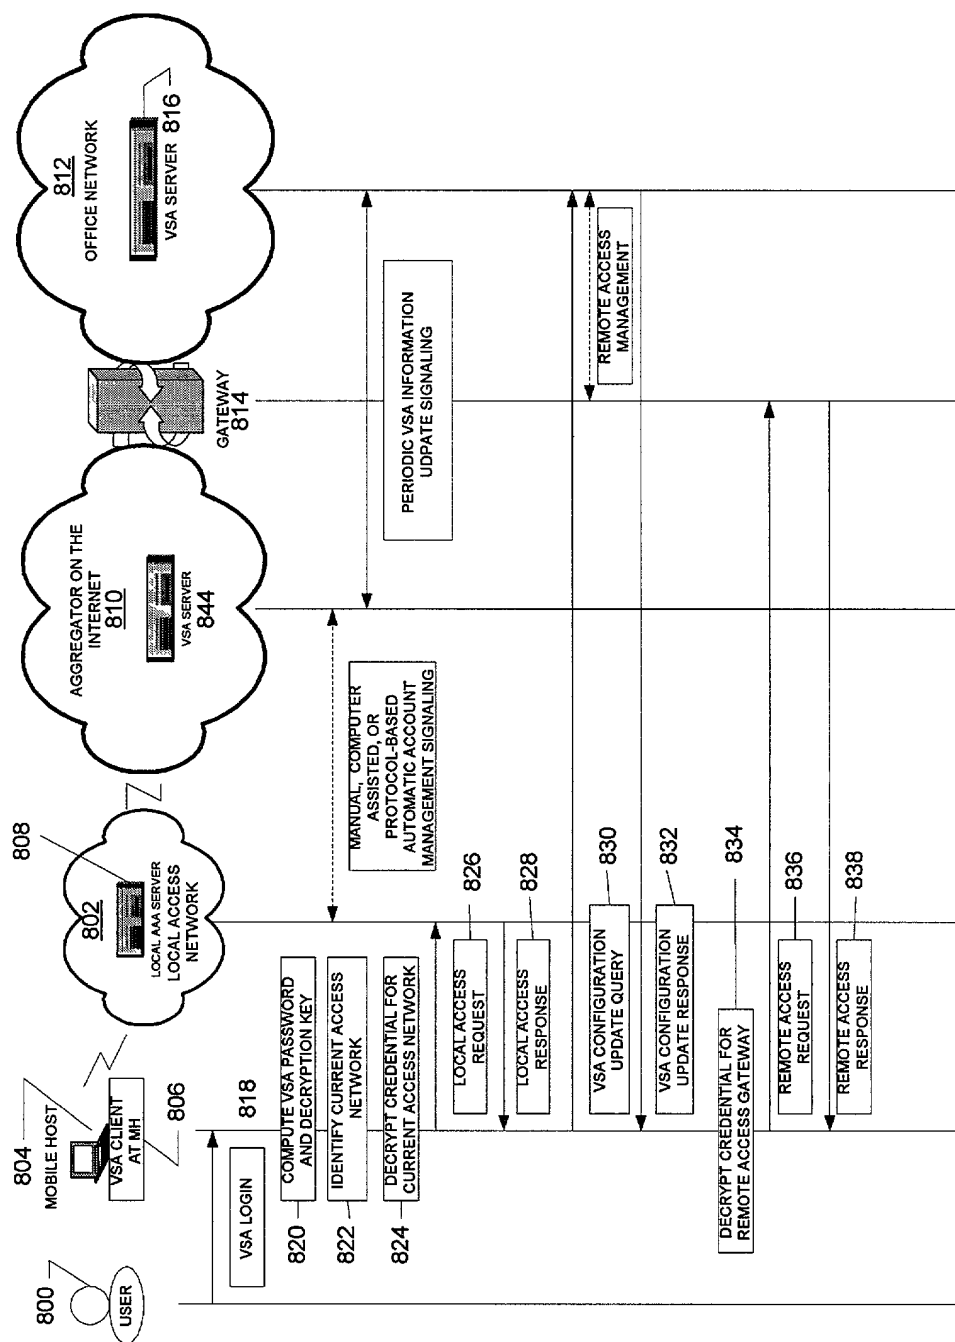 800
USER
804
MOBILE HOST
VSA CLIENT
AT MH
806
802
LOCAL AAA SERVER
LOCAL ACCESS
NETWORK
808
AGGREGATOR ON THE
INTERNET
810
VSA SERVER
844
GATEWAY
814
812
OFFICE NETWORK
VSA SERVER
816
VSA LOGIN
818
COMPUTE VSA PASSWORD
AND DECRYPTION KEY
820
IDENTIFY CURRENT ACCESS
NETWORK
822
DECRYPT CREDENTIAL FOR
CURRENT ACCESS NETWORK
824
MANUAL, COMPUTER
ASSISTED, OR
PROTOCOL-BASED
AUTOMATIC ACCOUNT
MANAGEMENT SIGNALING
PERIODIC VSA INFORMATION
UDPATE SIGNALING
LOCAL ACCESS
REQUEST
826
LOCAL ACCESS
RESPONSE
828
VSA CONFIGURATION
UPDATE QUERY
830
REMOTE ACCESS
MANAGEMENT
VSA CONFIGURATION
UPDATE RESPONSE
832
DECRYPT CREDENTIAL FOR
REMOTE ACCESS GATEWAY
834
REMOTE ACCESS
REQUEST
836
REMOTE ACCESS
RESPONSE
838